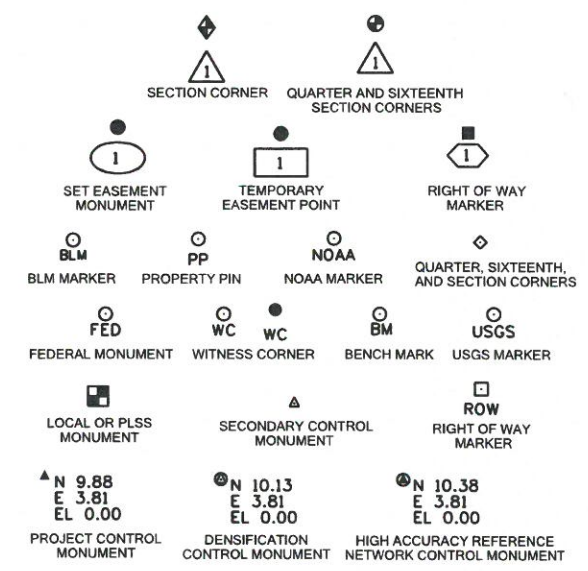 1 1
SECTION CORNER QUARTER AND SIXTEENTH
SECTION CORNERS
1 1 1
SET EASEMENT TEMPORARY RIGHT OF WAY
MONUMENT EASEMENT POINT MARKER
BLM PP NOAA
BLM MARKER PROPERTY PIN NOAA MARKER QUARTER, SIXTEENTH,
AND SECTION CORNERS
FED WC WC BM USGS
FEDERAL MONUMENT WITNESS CORNER BENCH MARK USGS MARKER
ROW
LOCAL OR PLSS SECONDARY CONTROL RIGHT OF WAY
MONUMENT MONUMENT MARKER
N 9.88 N 10.13 N 10.38
E 3.81 E 3.81 E 3.81
EL 0.00 EL 0.00 EL 0.00
PROJECT CONTROL DENSIFICATION HIGH ACCURACY REFERENCE
MONUMENT CONTROL MONUMENT NETWORK CONTROL MONUMENT